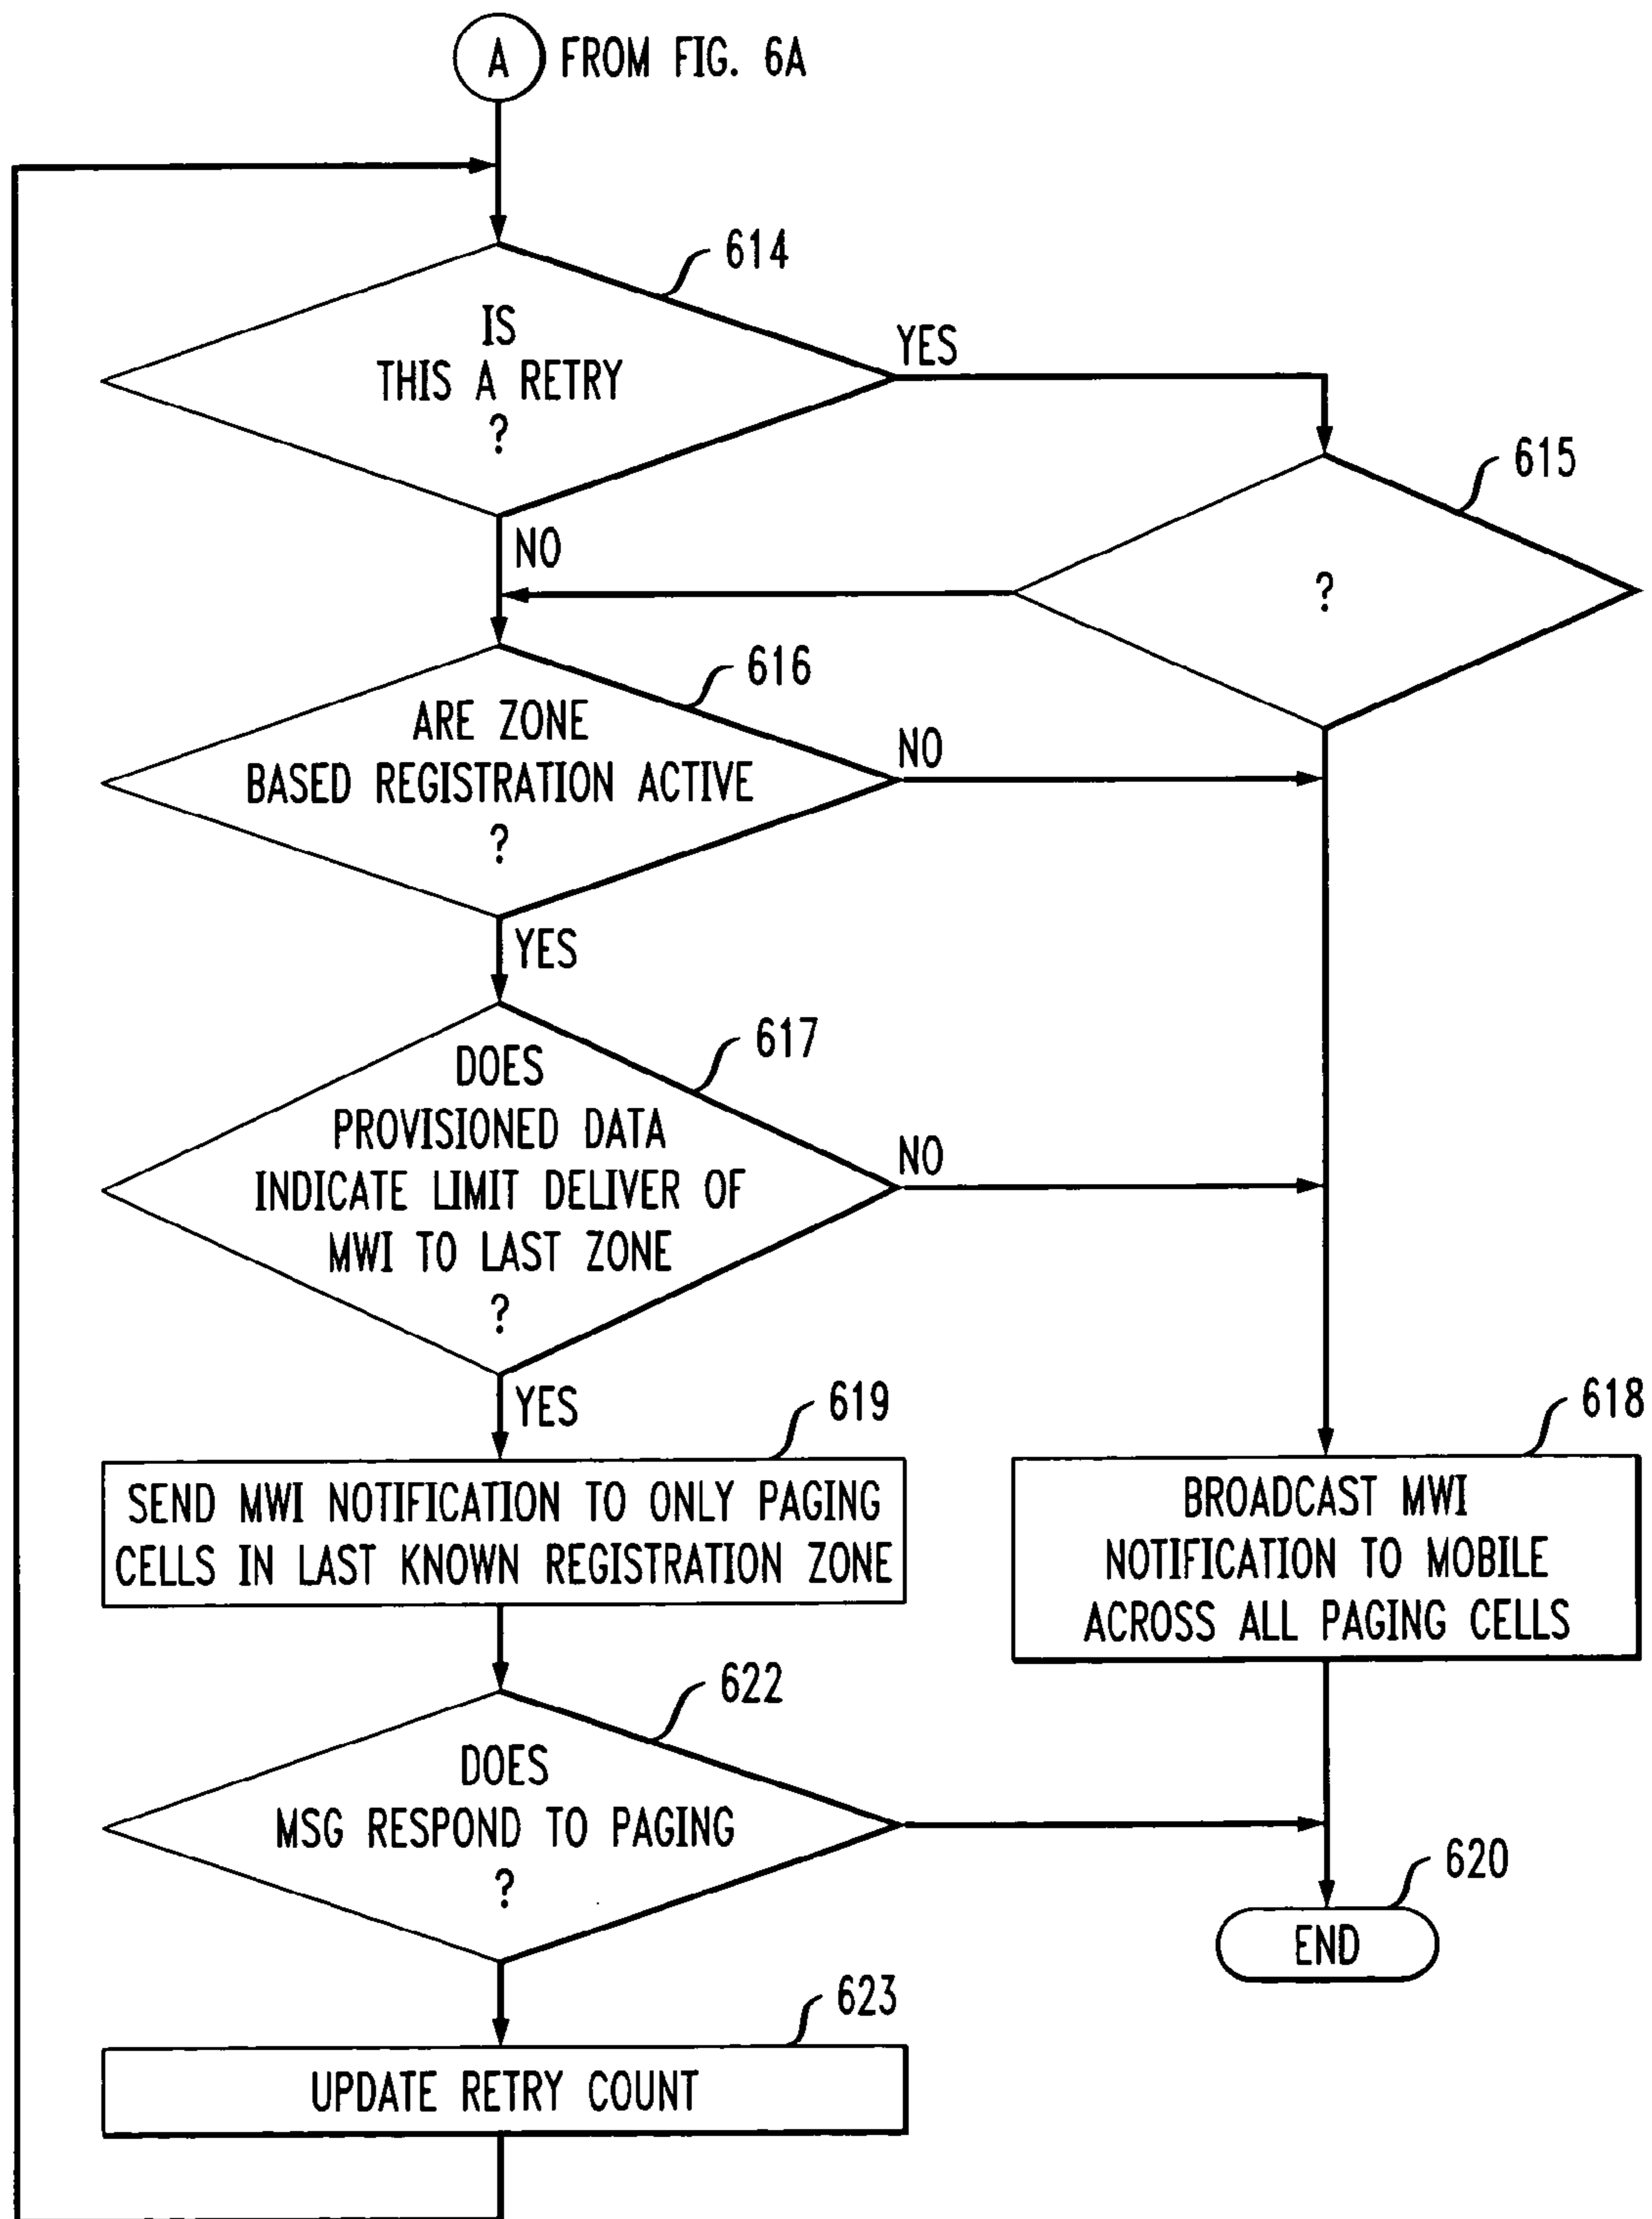 A FROM FIG. 6A
614
IS
THIS A RETRY
?
YES
NO
615
?
616
ARE ZONE
BASED REGISTRATION ACTIVE
?
NO
YES
617
DOES
PROVISIONED DATA
INDICATE LIMIT DELIVER OF
MWI TO LAST ZONE
?
NO
YES
619
SEND MWI NOTIFICATION TO ONLY PAGING
CELLS IN LAST KNOWN REGISTRATION ZONE
618
BROADCAST MWI
NOTIFICATION TO MOBILE
ACROSS ALL PAGING CELLS
622
DOES
MSG RESPOND TO PAGING
?
620
END
623
UPDATE RETRY COUNT